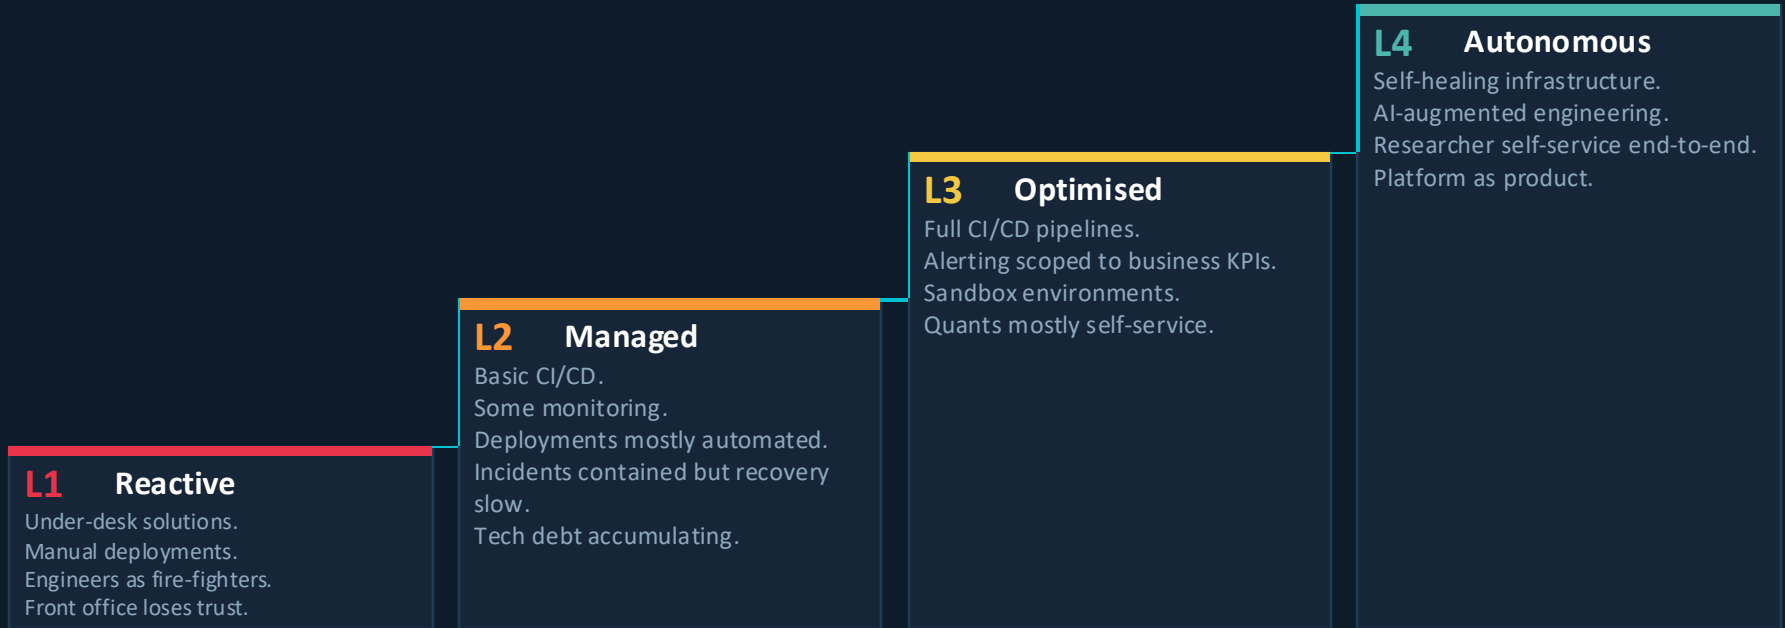 L1 Reactive
Under-desk solutions.
Manual deployments.
Engineers as fire-fighters.
Front office loses trust.
L2 Managed
Basic CI/CD.
Some monitoring.
Deployments mostly automated.
Incidents contained but recovery
slow.
Tech debt accumulating.
L3 Optimised
Full CI/CD pipelines.
Alerting scoped to business KPIs.
Sandbox environments.
Quants mostly self-service.
L4 Autonomous
Self-healing infrastructure.
AI-augmented engineering.
Researcher self-service end-to-end.
Platform as product.